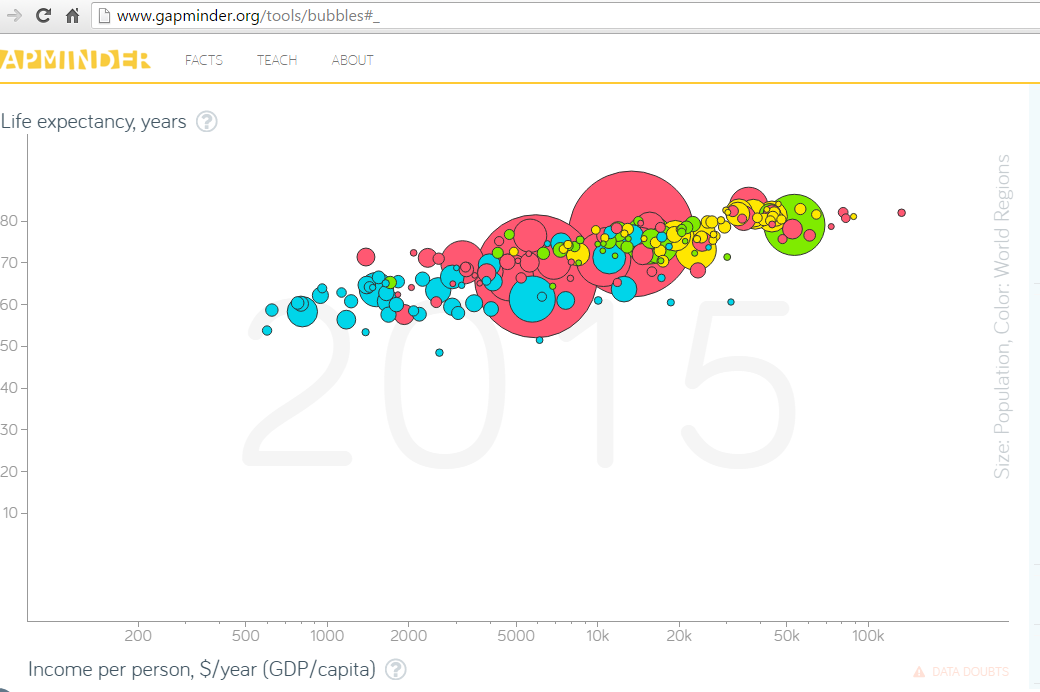 www.gapminder.org/tools/bubbles#_
APMINDER
FACTS TEACH ABOUT
Life expectancy, years ?
80
70
60
50
40
30
20
10
2015
Size: Population, Color: World Regions
200 500 1000 2000 5000 10k 20k 50k 100k
Income per person, $/year (GDP/capita) ?
DATA DOUBTS